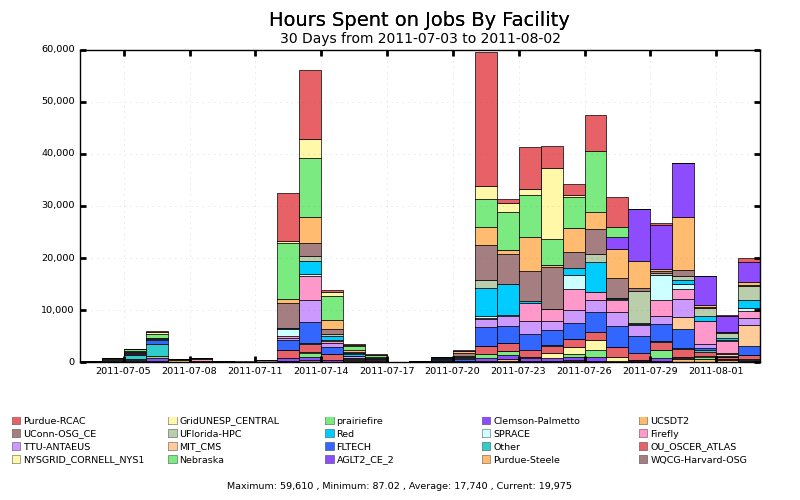 Hours Spent on Jobs By Facility
30 Days from 2011-07-03 to 2011-08-02
60,000
50,000
40,000
30,000
20,000
10,000
0
2011-07-05 2011-07-08 2011-07-11 2011-07-14 2011-07-17 2011-07-20 2011-07-23 2011-07-26 2011-07-29 2011-08-01
Purdue-RCAC GridUNESP_CENTRAL prairiefire Clemson-Palmetto UCSDT2
UConn-OSG_CE UFlorida-HPC Red SPRACE Firefly
TTU-ANTAEUS MIT_CMS FLTECH Other OU_OSCER_ATLAS
NYSGRID_CORNELL_NYS1 Nebraska AGLT2_CE_2 Purdue-Steele WQCG-Harvard-OSG
Maximum: 59,610 , Minimum: 87.02 , Average: 17,740 , Current: 19,975